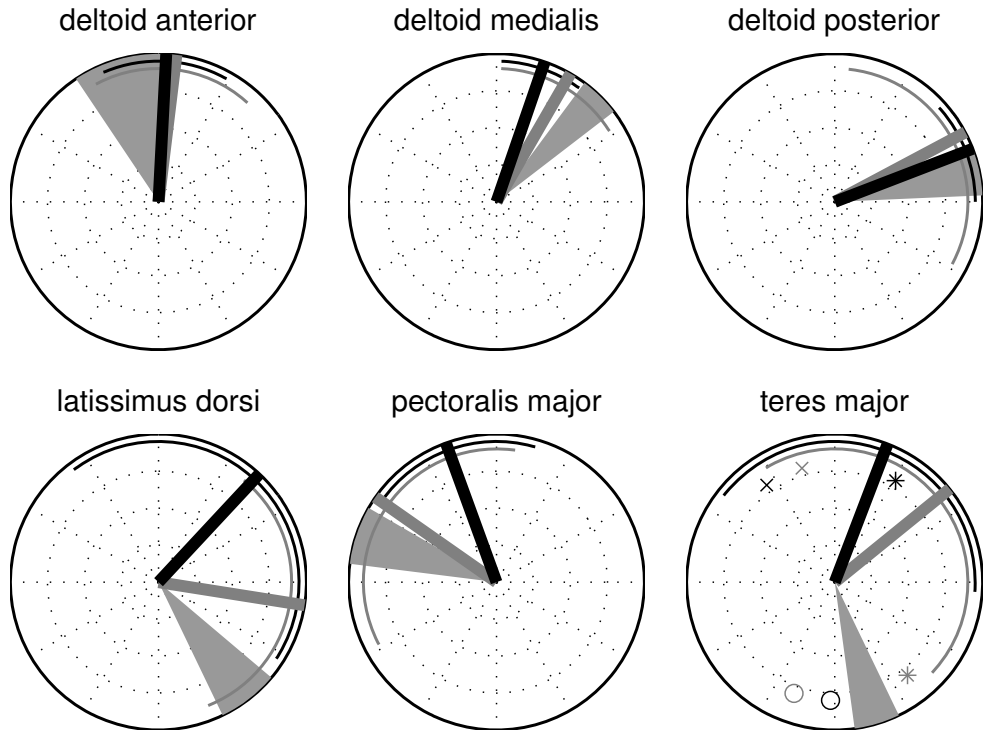 deltoid anterior
deltoid medialis
deltoid posterior
latissimus dorsi
pectoralis major
teres major